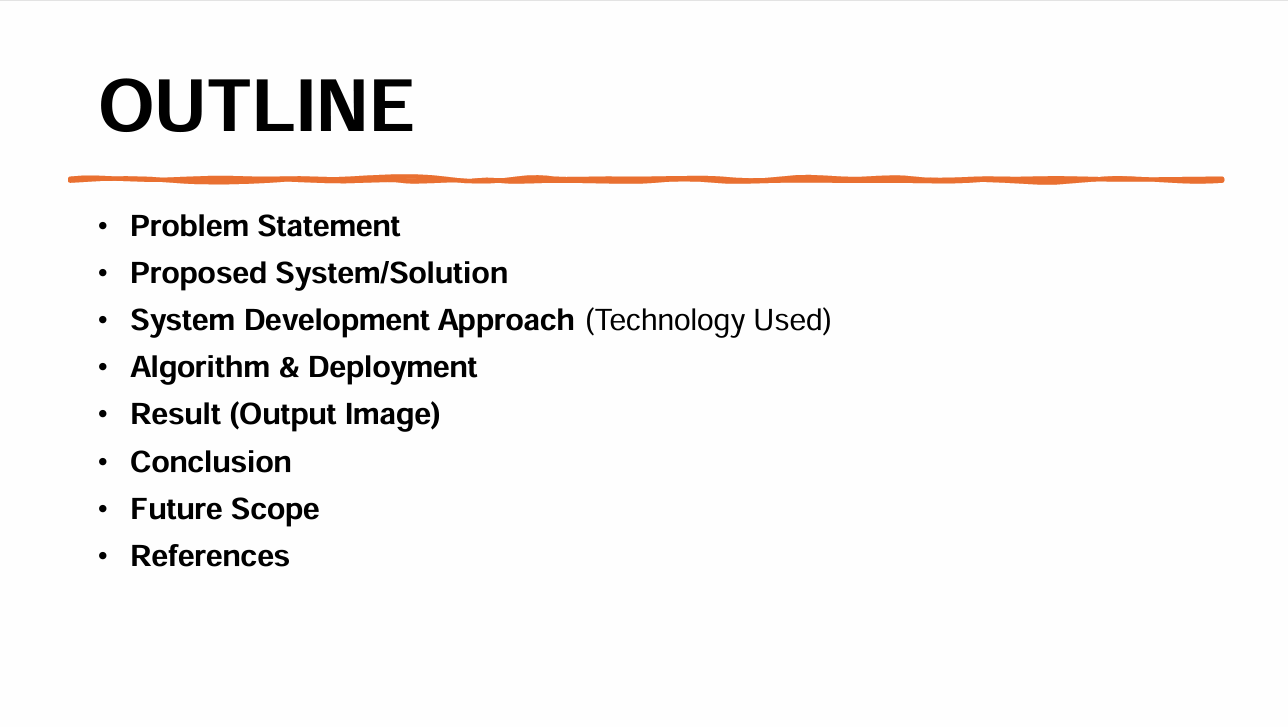 OUTLINE
• Problem Statement
• Proposed System/Solution
• System Development Approach (Technology Used)
• Algorithm & Deployment
• Result (Output Image)
• Conclusion
• Future Scope
• References